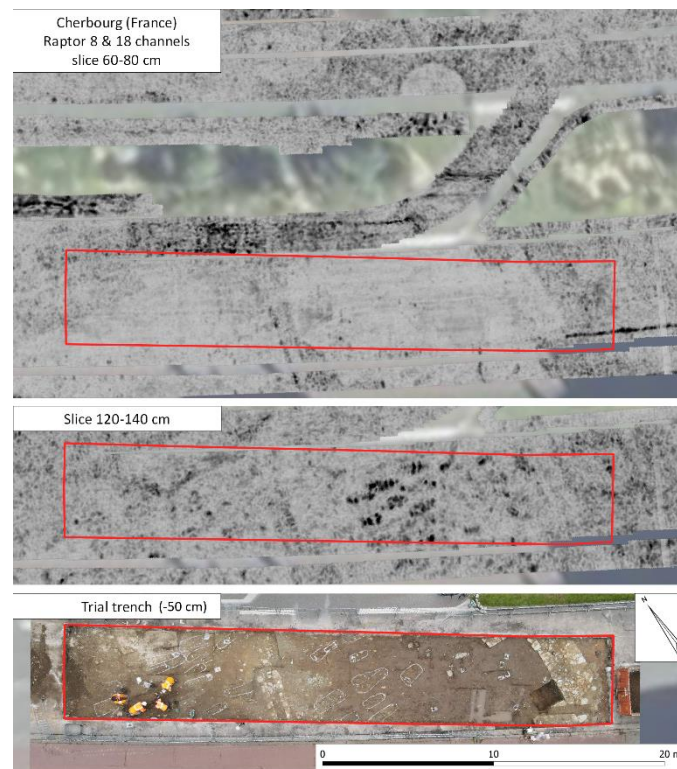 Cherbourg (France)
Raptor 8 & 18 channels
slice 60-80 cm
Slice 120-140 cm
Trial trench (-50 cm)
N
0
10
20 m